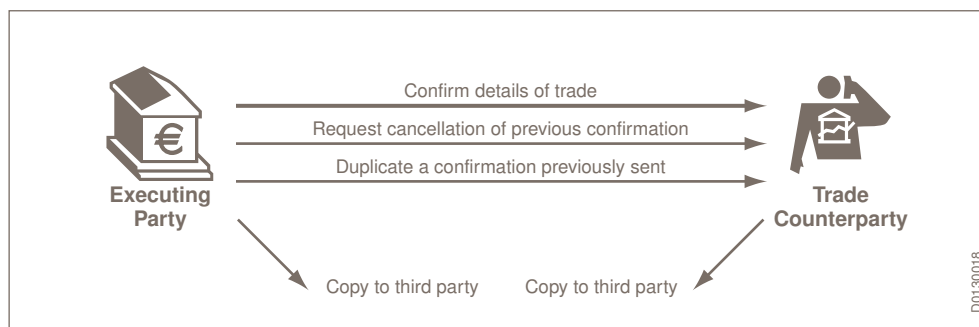 Confirm details of trade
Request cancellation of previous confirmation
€
Duplicate a confirmation previously sent
Executing
Party
Trade
Counterparty
Copy to third party
Copy to third party
D0130018